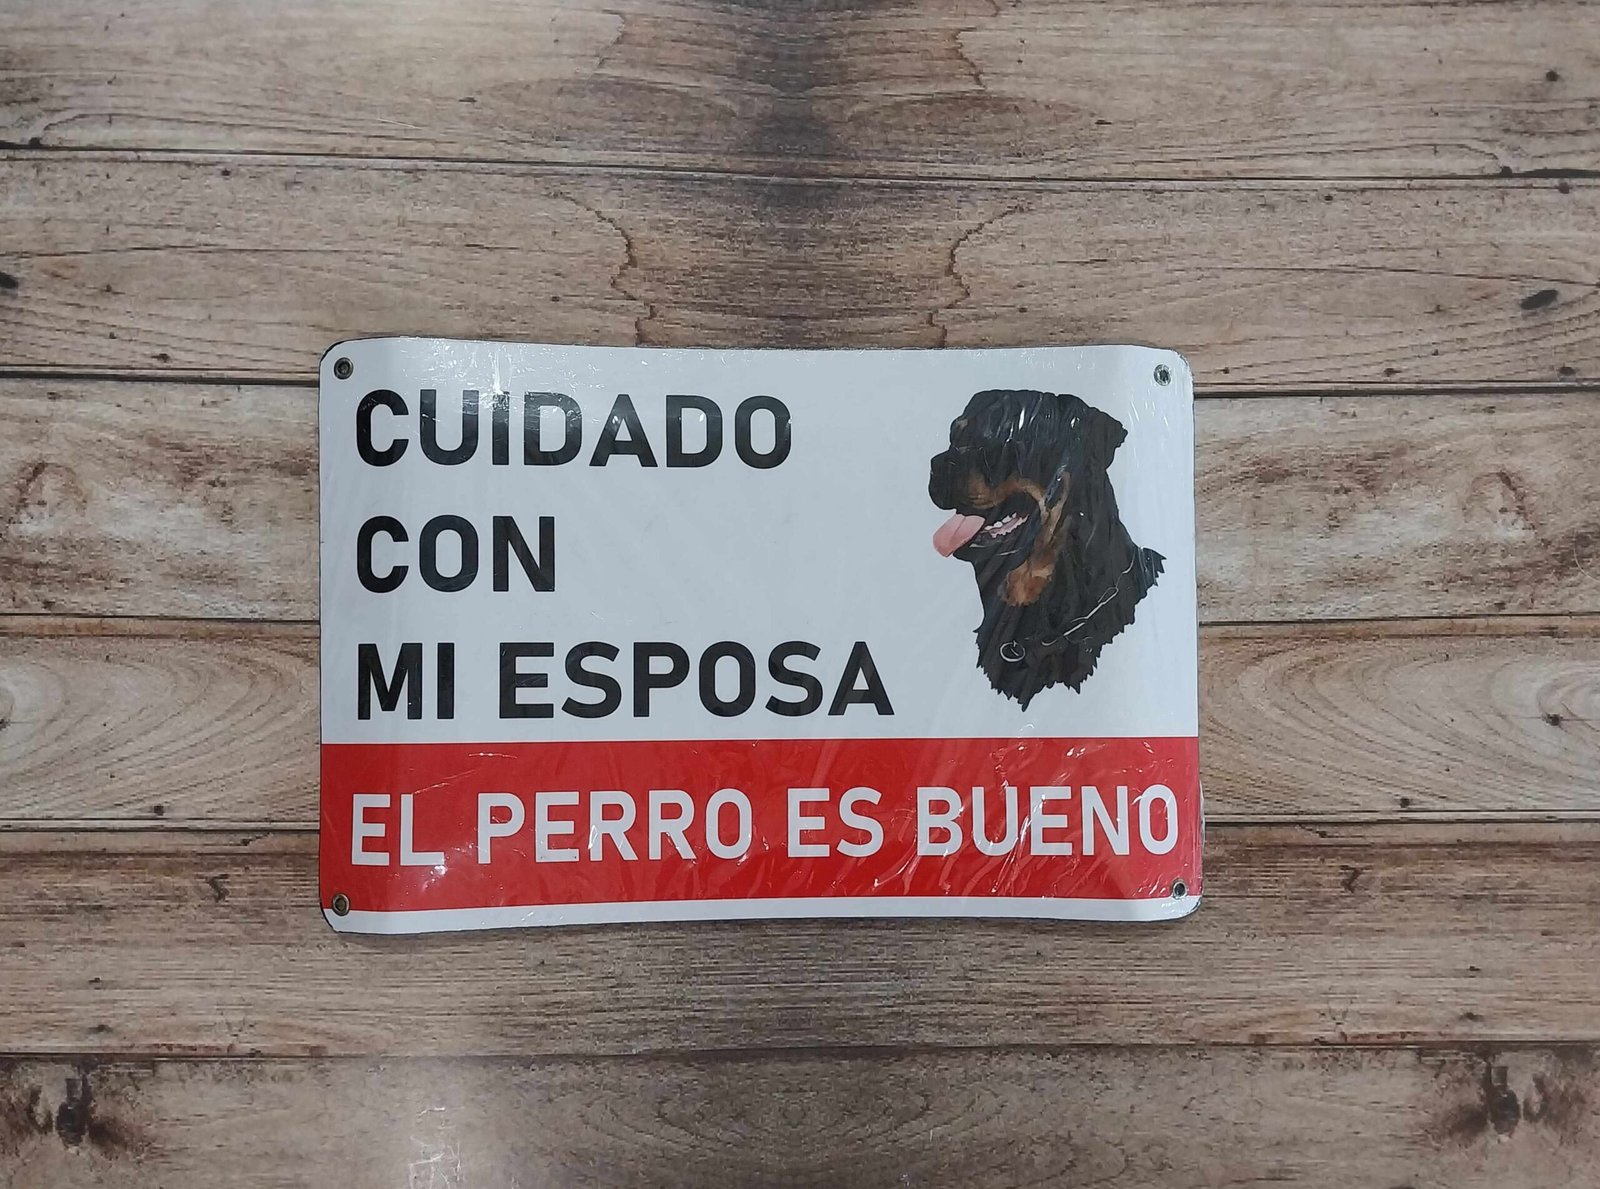 CUIDADO
CON
MI ESPOSA
EL PERRO ES BUENO